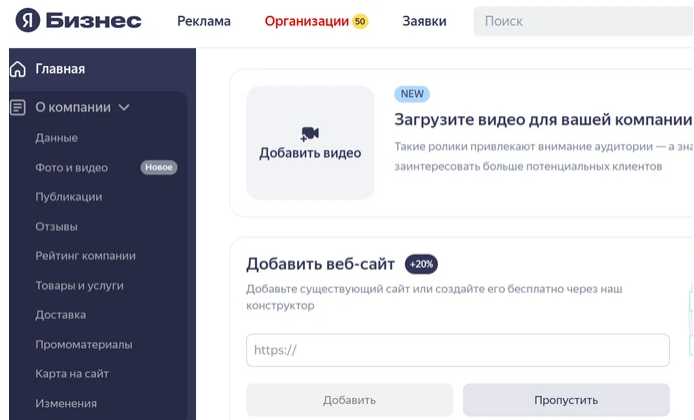 Я Бизнес
Реклама
Организации 50
Заявки
Поиск
Главная
О компании
Данные
Фото и видео Новое
Публикации
Отзывы
Рейтинг компании
Товары и услуги
Доставка
Промоматериалы
Карта на сайт
Изменения
Добавить видео
NEW
Загрузите видео для вашей компании
Такие ролики привлекают внимание аудитории — а
заинтересовать больше потенциальных клиентов
Добавить веб-сайт +20%
Добавьте существующий сайт или создайте его бесплатно через наш
конструктор
https://
Добавить
Пропустить